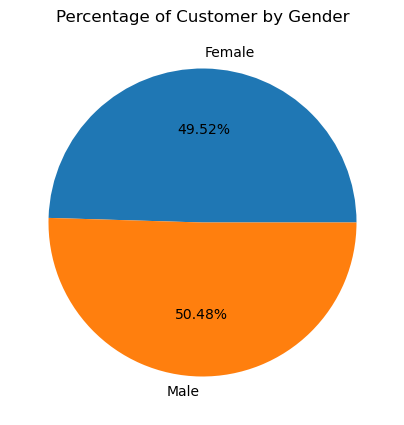 Percentage of Customer by Gender
Female
49.52%
50.48%
Male